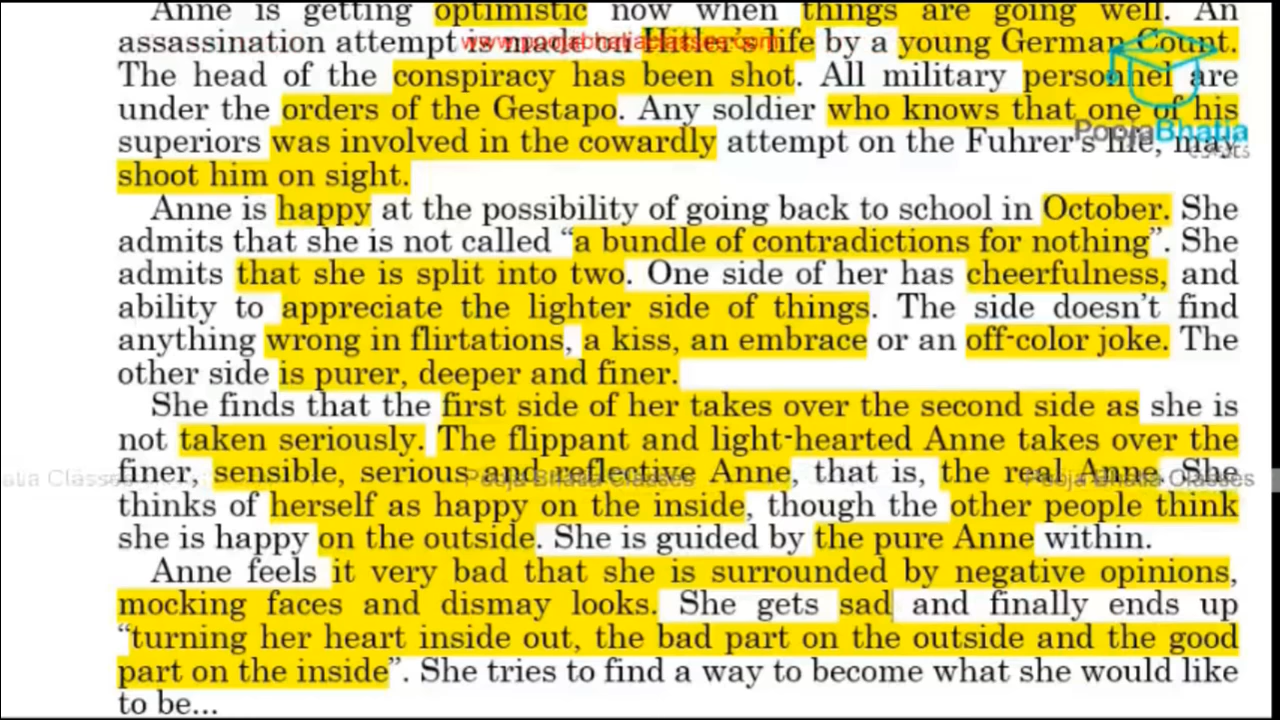 Anne is getting optimistic now when things are going well. An
www.poojabhatiaclasses.com
assassination attempt is made on Hitler's life by a young German Count.
The head of the conspiracy has been shot. All military personnel are
under the orders of the Gestapo. Any soldier who knows that one of his
PoojaBhatia
superiors was involved in the cowardly attempt on the Fuhrer's life, may
classes
shoot him on sight.
Anne is happy at the possibility of going back to school in October. She
admits that she is not called “a bundle of contradictions for nothing”. She
admits that she is split into two. One side of her has cheerfulness, and
ability to appreciate the lighter side of things. The side doesn't find
anything wrong in flirtations, a kiss, an embrace or an off-color joke. The
other side is purer, deeper and finer.
She finds that the first side of her takes over the second side as she is
not taken seriously. The flippant and light-hearted Anne takes over the
finer, sensible, serious and reflective Anne, that is, the real Anne. She
atia Classes Pooja Bhatia Classes Pooja Bhatia Classes
thinks of herself as happy on the inside, though the other people think
she is happy on the outside. She is guided by the pure Anne within.
Anne feels it very bad that she is surrounded by negative opinions,
mocking faces and dismay looks. She gets sad and finally ends up
“turning her heart inside out, the bad part on the outside and the good
part on the inside”. She tries to find a way to become what she would like
to be...